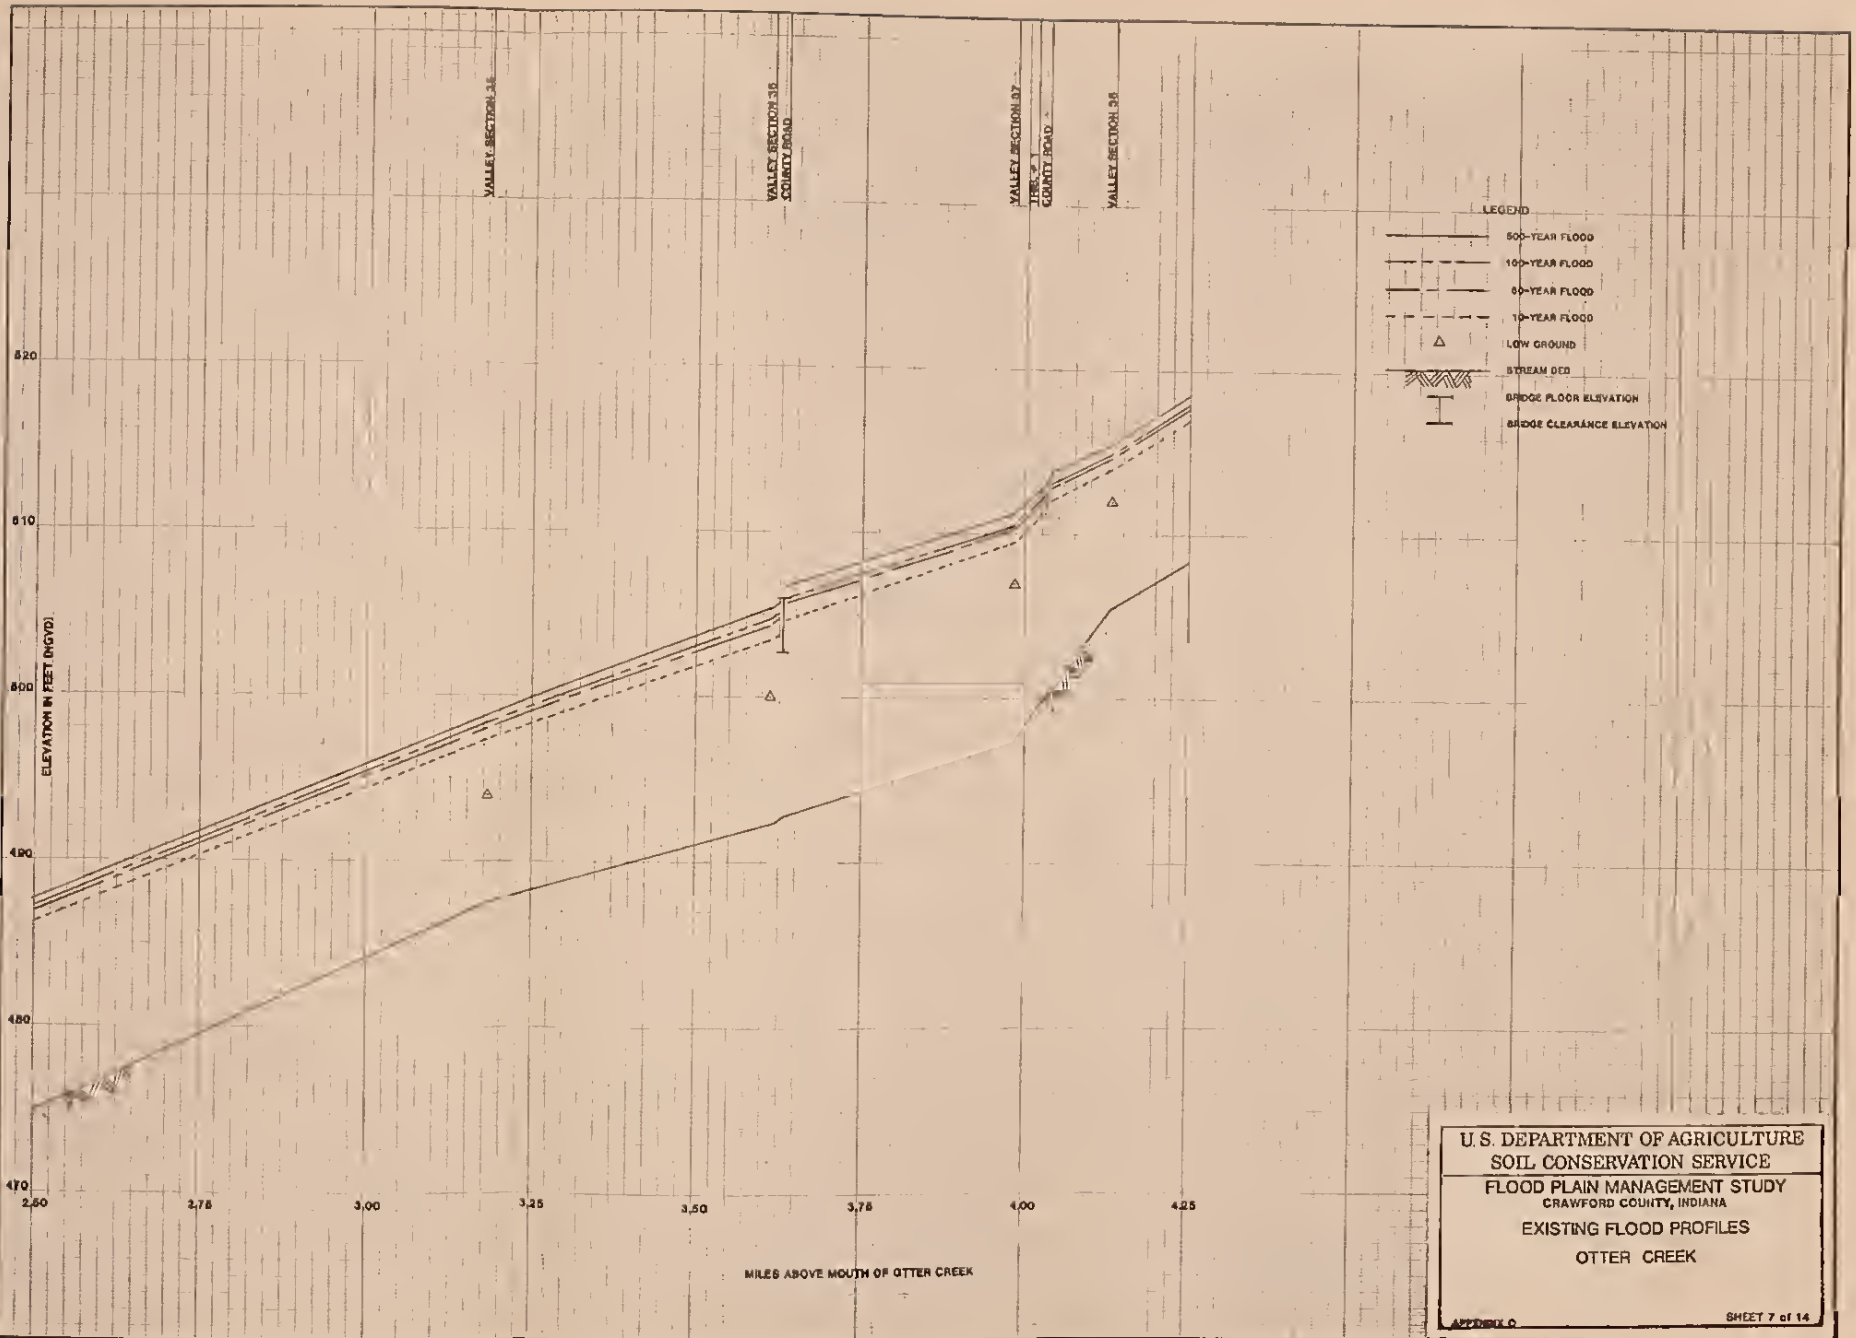 VALLEY SECTION 35
VALLEY SECTION 36
COUNTY ROAD
VALLEY SECTION 37
COUNTY ROAD
VALLEY SECTION 38
LEGEND
500-YEAR FLOOD
100-YEAR FLOOD
50-YEAR FLOOD
10-YEAR FLOOD
LOW GROUND
STREAM BED
BRIDGE FLOOR ELEVATION
BRIDGE CLEARANCE ELEVATION
520
510
500
490
480
470
ELEVATION IN FEET (NGVD)
2.50 2.75 3.00 3.25 3.50 3.75 4.00 4.25
MILES ABOVE MOUTH OF OTTER CREEK
U.S. DEPARTMENT OF AGRICULTURE
SOIL CONSERVATION SERVICE
FLOOD PLAIN MANAGEMENT STUDY
CRAWFORD COUNTY, INDIANA
EXISTING FLOOD PROFILES
OTTER CREEK
APPENDIX C SHEET 7 of 14